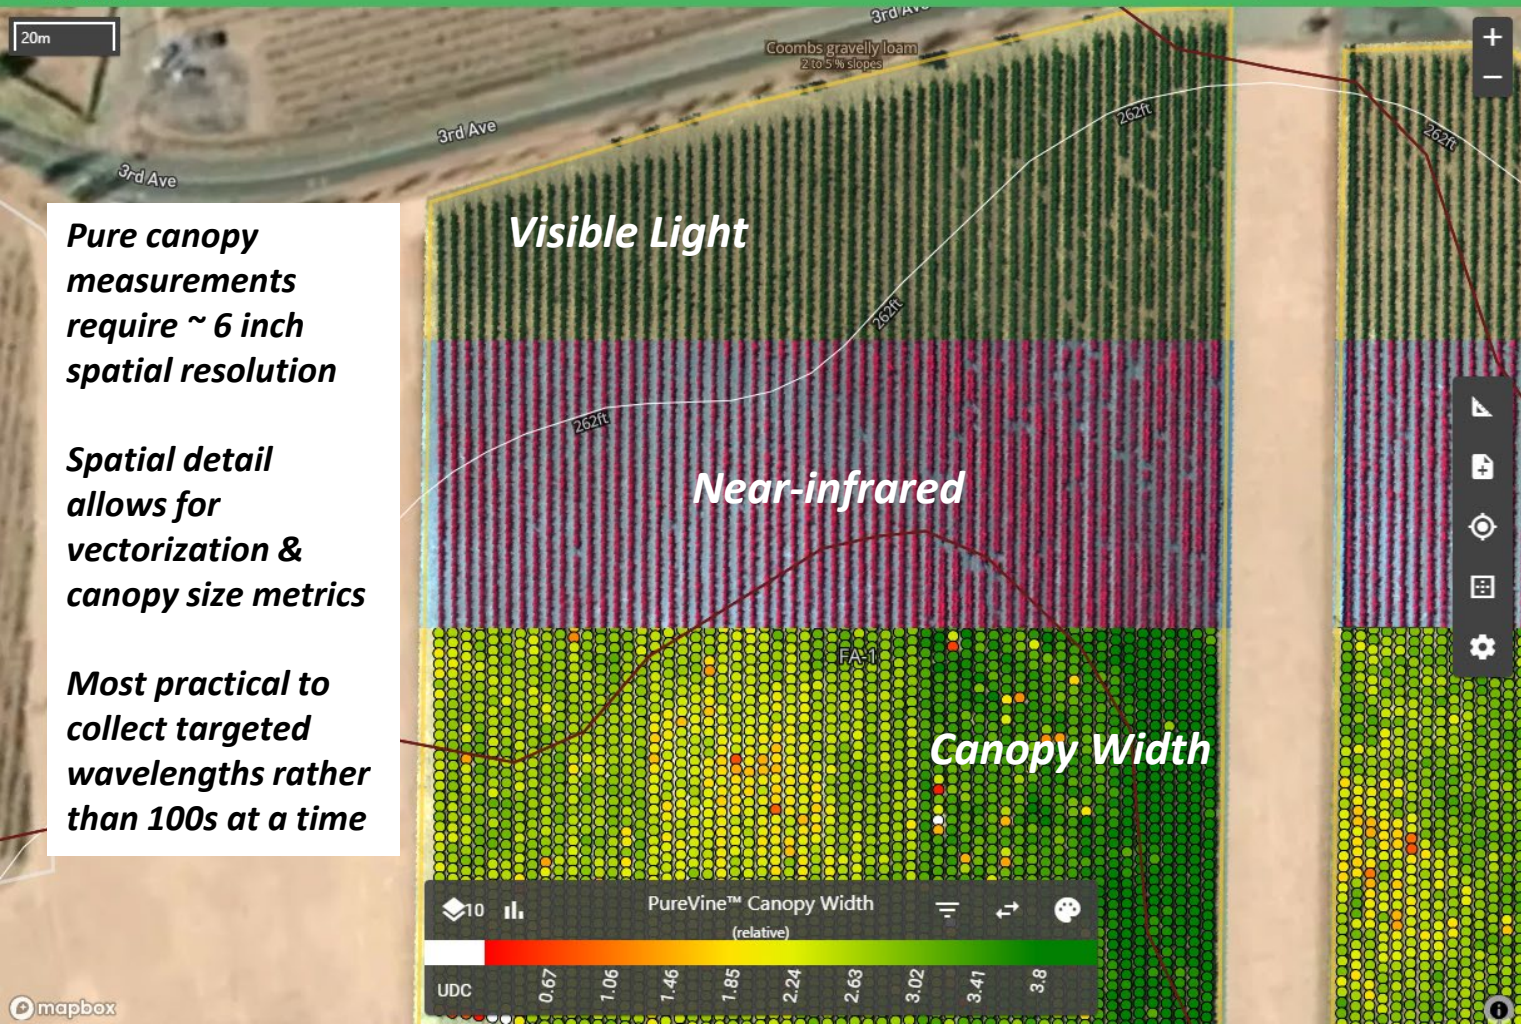 20m
3rd Ave
Coombs gravelly loam
2 to 5 % slopes
3rd Ave
3rd Ave
262ft
262ft
262ft
262ft
Visible Light
Near-infrared
FA-1
Canopy Width
Pure canopy
measurements
require ~ 6 inch
spatial resolution
Spatial detail
allows for
vectorization &
canopy size metrics
Most practical to
collect targeted
wavelengths rather
than 100s at a time
10
PureVine™ Canopy Width
(relative)
UDC 0.67 1.06 1.46 1.85 2.24 2.63 3.02 3.41 3.8
mapbox